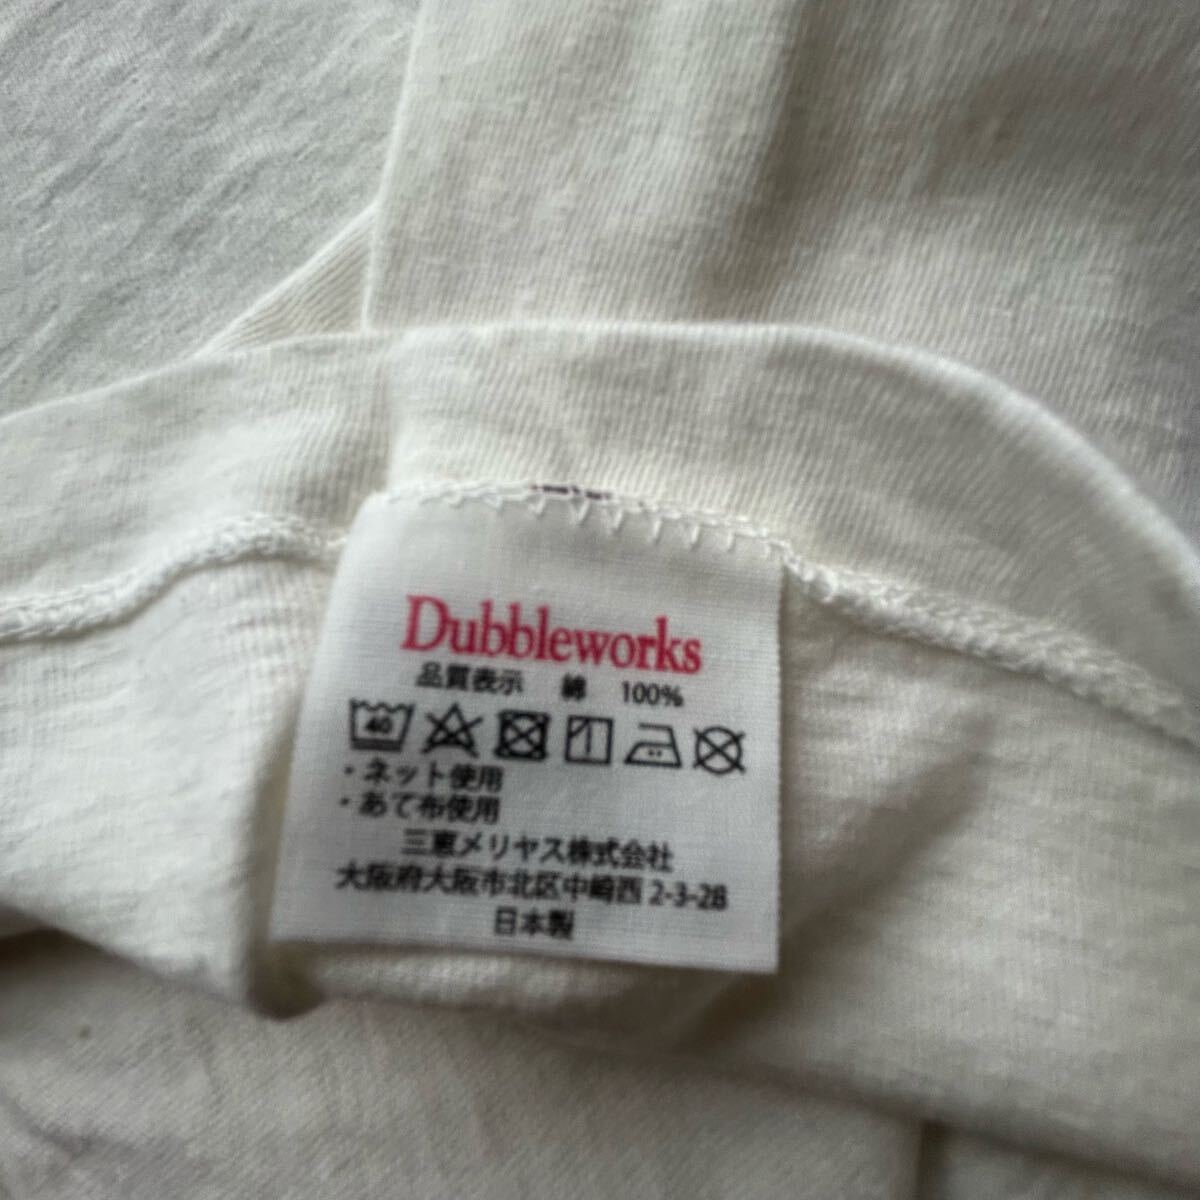 Dubbleworks
品質表示 綿 100%
40
・ネット使用
・あて布使用
三恵メリヤス株式会社
大阪府大阪市北区中崎西 2-3-28
日本製